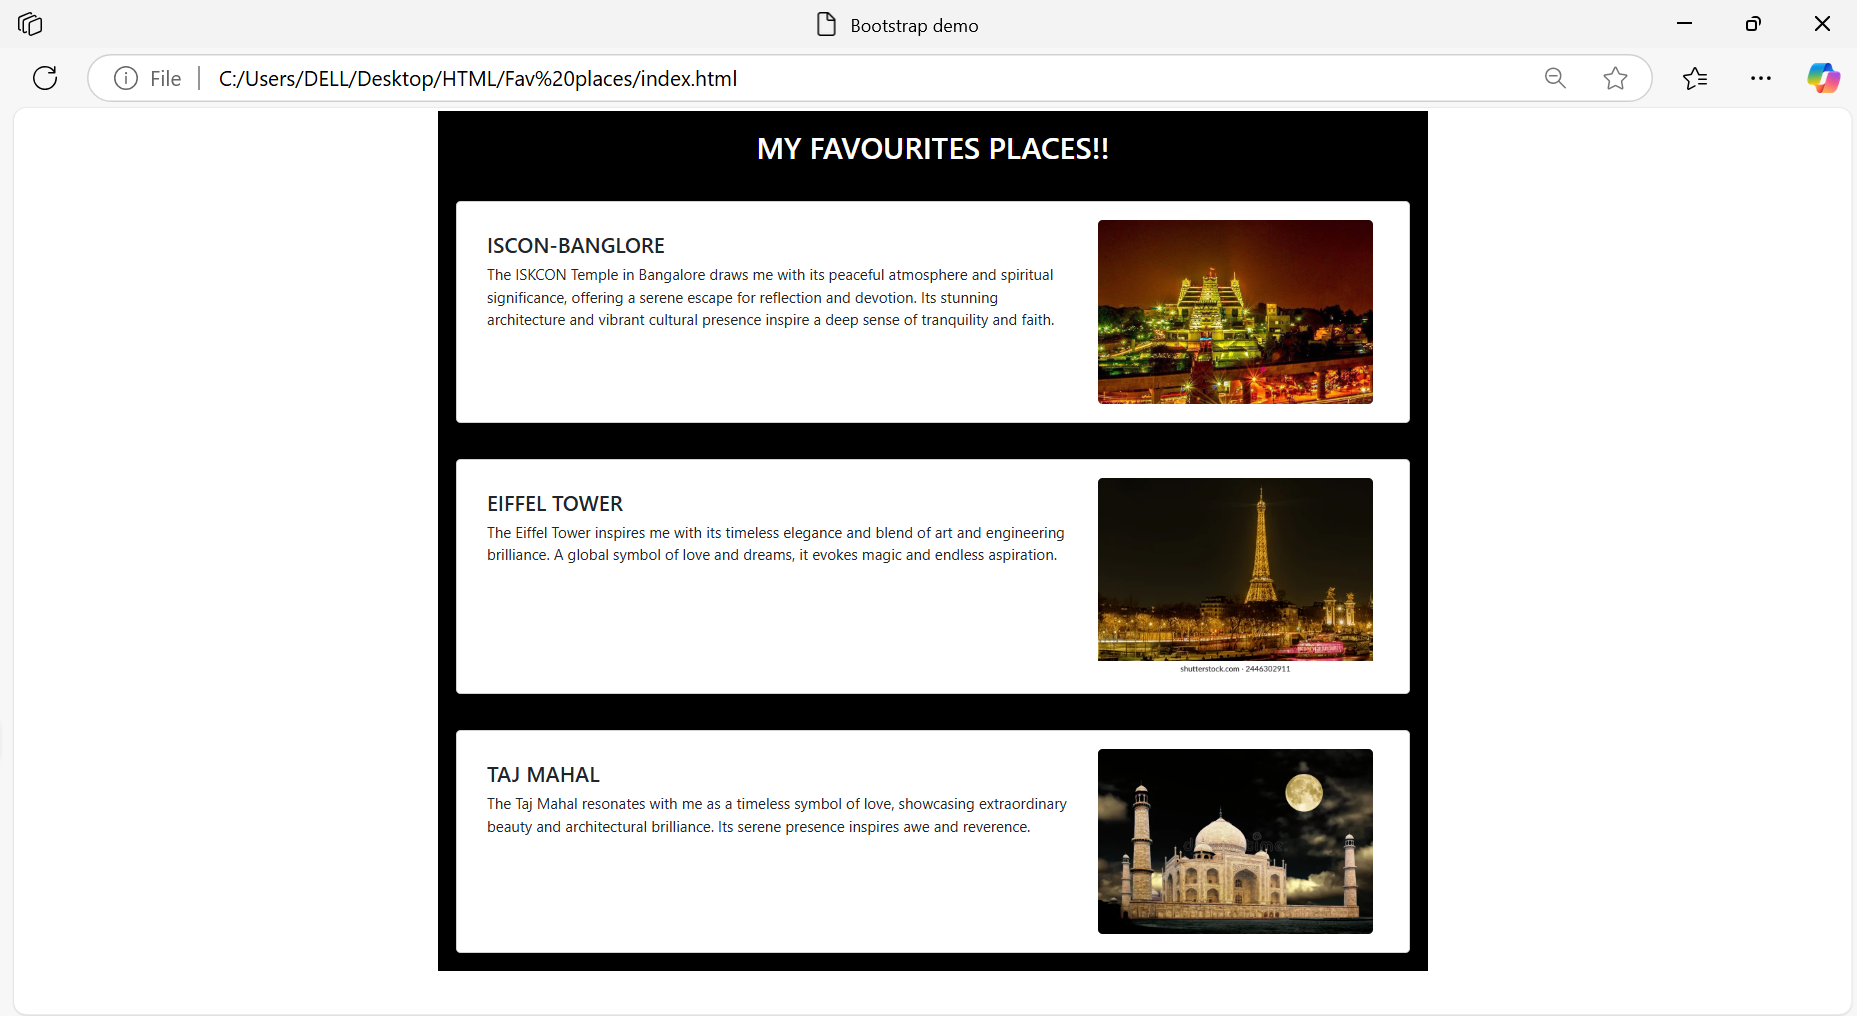 Bootstrap demo
File
C:/Users/DELL/Desktop/HTML/Fav%20places/index.html
MY FAVOURITES PLACES!!
ISCON-BANGLORE
The ISKCON Temple in Bangalore draws me with its peaceful atmosphere and spiritual
significance, offering a serene escape for reflection and devotion. Its stunning
architecture and vibrant cultural presence inspire a deep sense of tranquility and faith.
EIFFEL TOWER
The Eiffel Tower inspires me with its timeless elegance and blend of art and engineering
brilliance. A global symbol of love and dreams, it evokes magic and endless aspiration.
shutterstock.com · 2446302911
TAJ MAHAL
The Taj Mahal resonates with me as a timeless symbol of love, showcasing extraordinary
beauty and architectural brilliance. Its serene presence inspires awe and reverence.